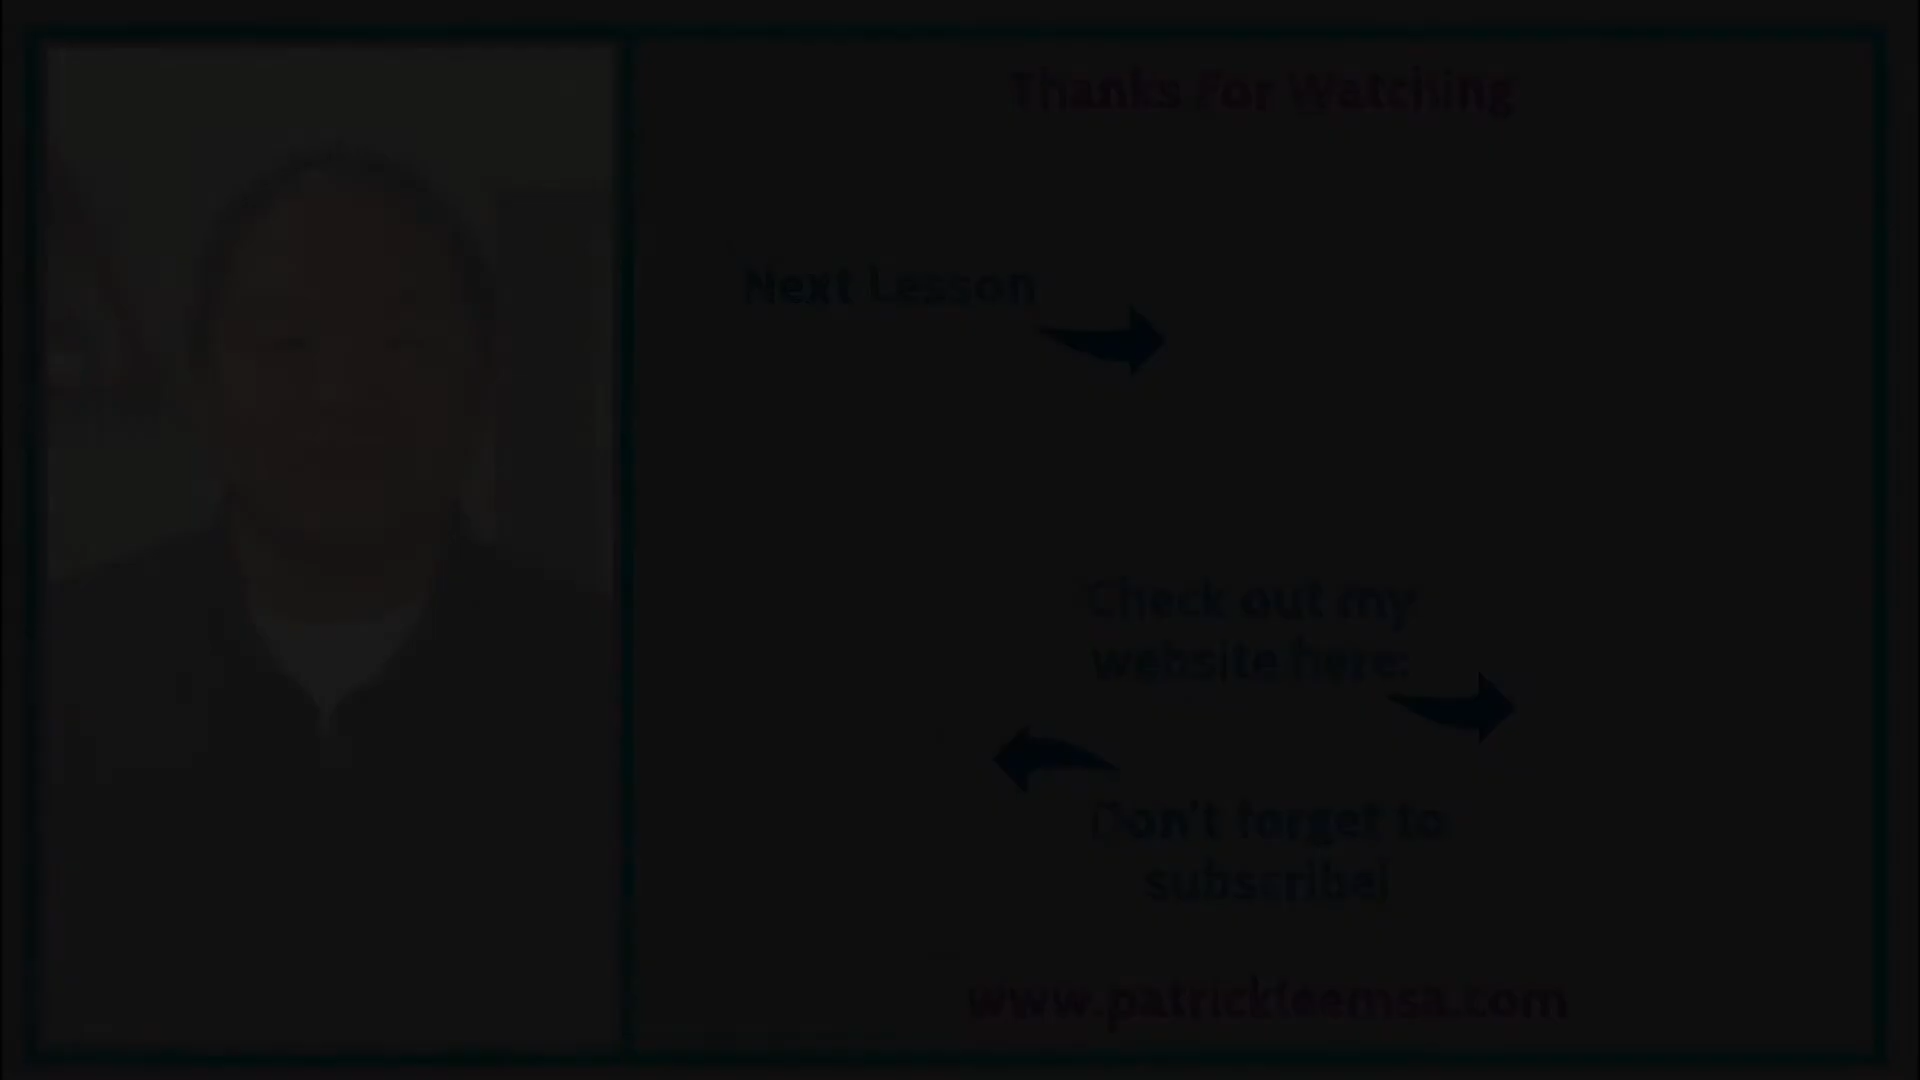 Thanks For Watching
Next Lesson
Check out my
website here:
Don't forget to
subscribe!
www.patrickleemsa.com